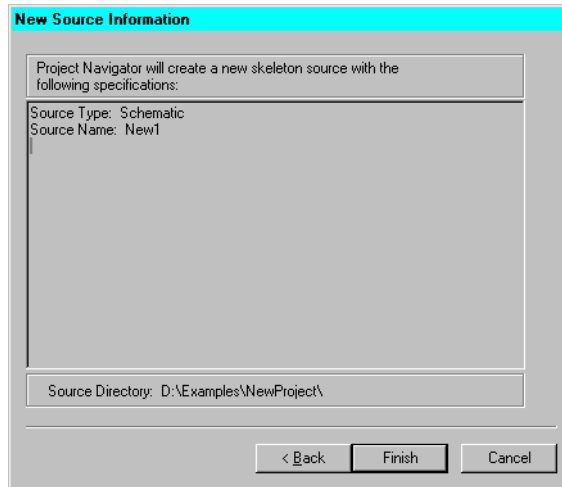 New Source Information
Project Navigator will create a new skeleton source with the
following specifications:
Source Type: Schematic
Source Name: New1
Source Directory: D:\Examples\NewProject\
< Back
Finish
Cancel